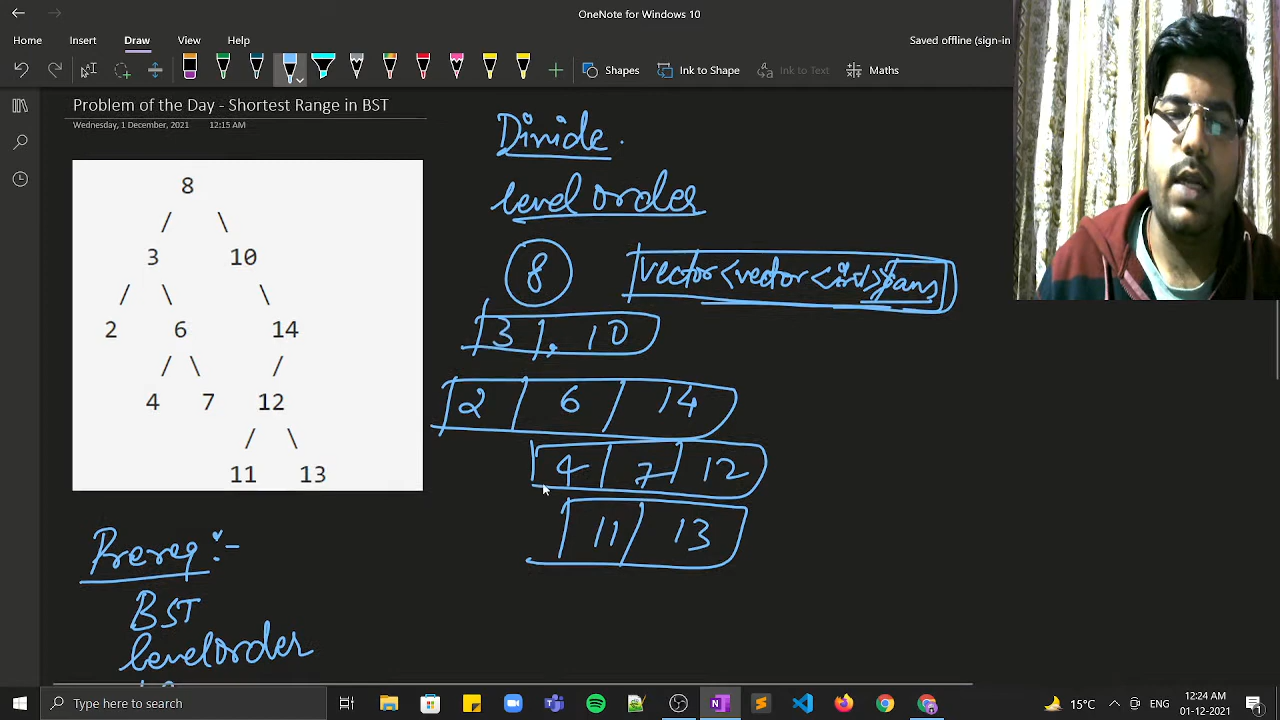 OneNote for Windows 10
Home Insert Draw View Help
Saved offline (sign-in
Shapes Ink to Shape Ink to Text Maths
Problem of the Day - Shortest Range in BST
Wednesday, 1 December, 2021 12:15 AM
8
/ \
3 10
/ \ \
2 6 14
/ \ /
4 7 12
/ \
11 13
Prereq :-
BST
levelorder
Divide.
level order
8
vector<vector<int>>ans
3, 10
2 6 14
4 7 12
11 13
Type here to search
15°C
ENG
12:24 AM
01-12-2021